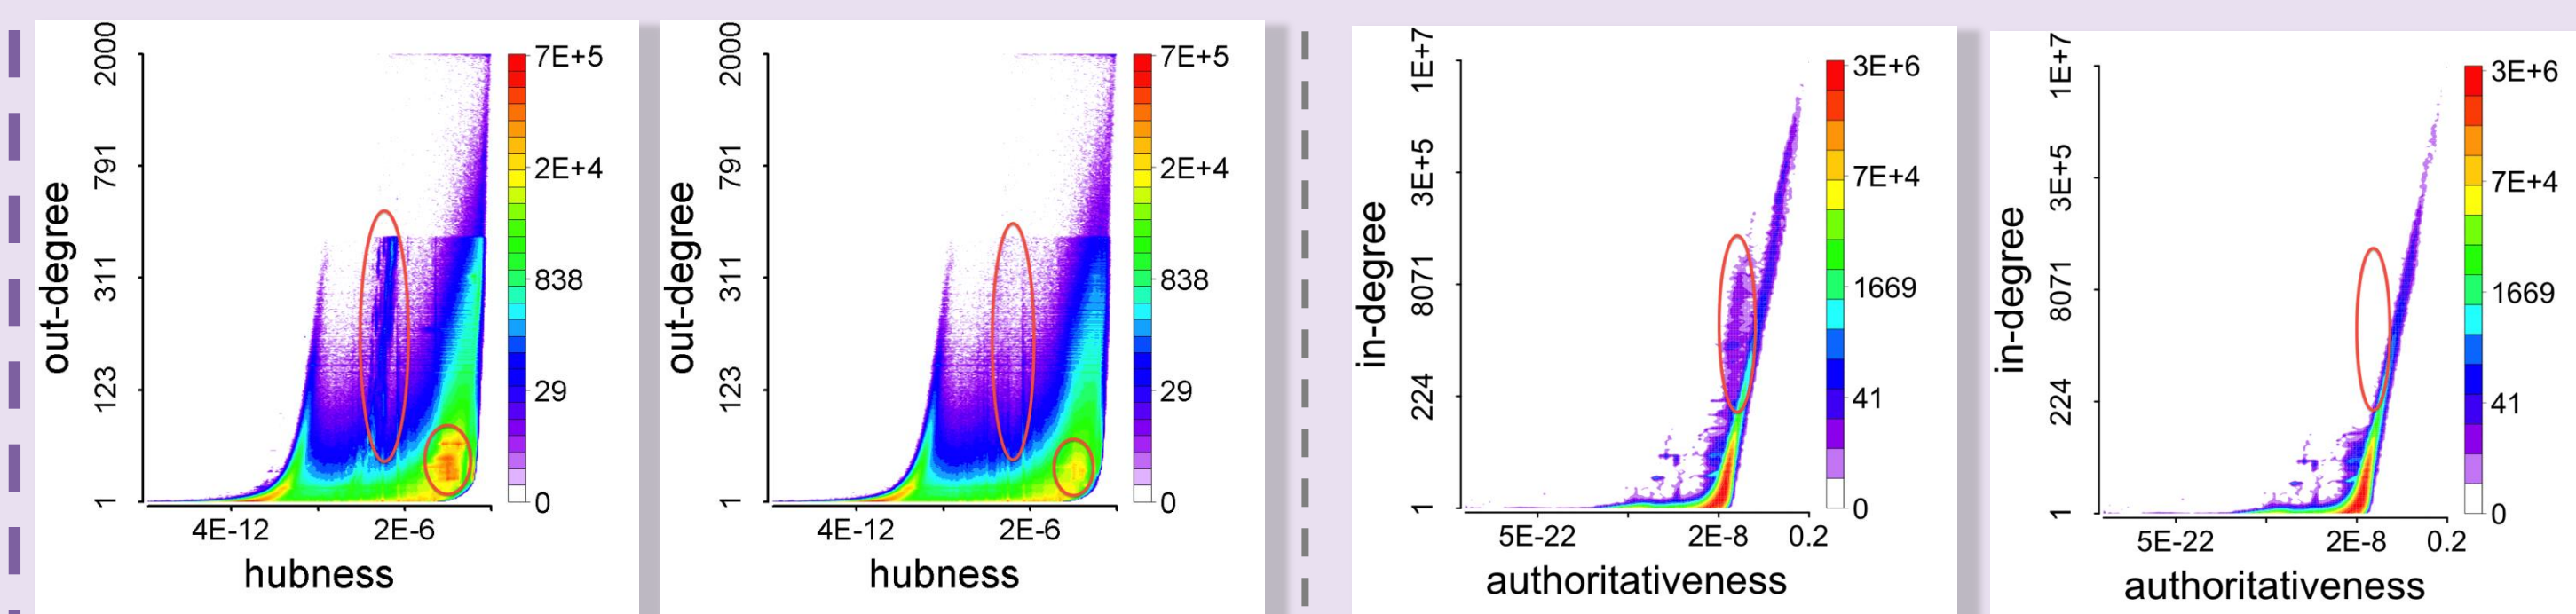 out-degree
2000
791
311
123
1
4E-12
2E-6
hubness
7E+5
2E+4
838
29
0
out-degree
2000
791
311
123
1
4E-12
2E-6
hubness
7E+5
2E+4
838
29
0
in-degree
1E+7
3E+5
8071
224
1
5E-22
2E-8
0.2
authoritativeness
3E+6
7E+4
1669
41
0
in-degree
1E+7
3E+5
8071
224
1
5E-22
2E-8
0.2
authoritativeness
3E+6
7E+4
1669
41
0